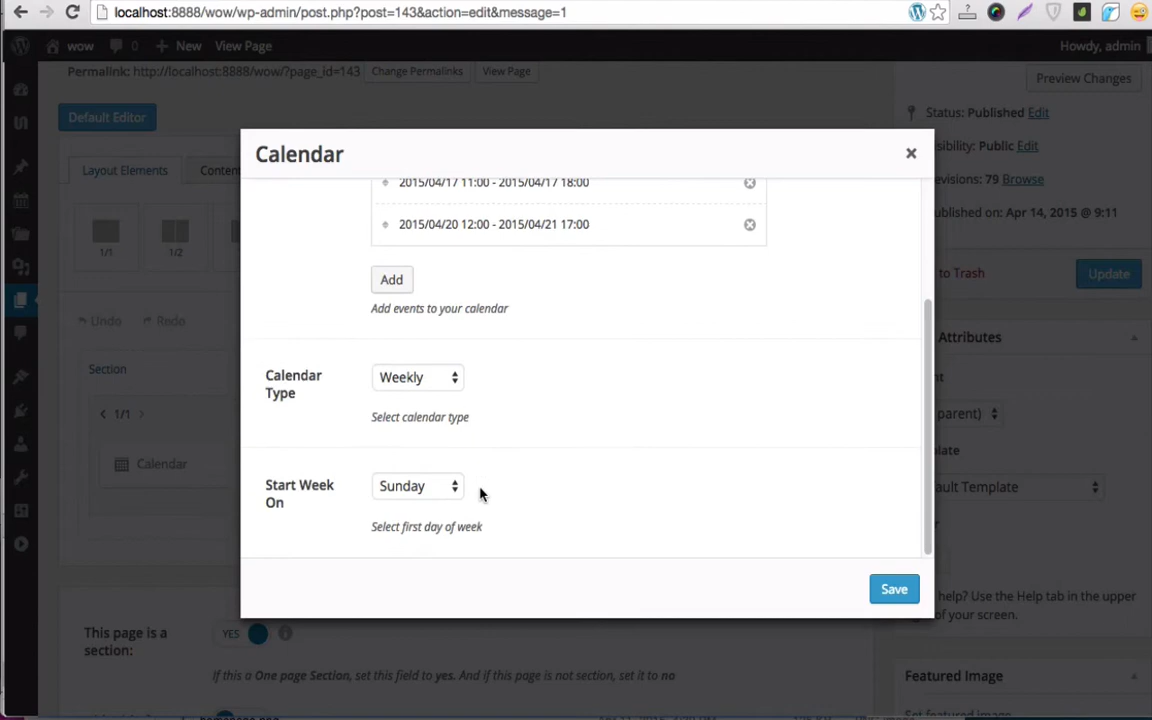 localhost:8888/wow/wp-admin/post.php?post=143&action=edit&message=1
wow 0 New View Page Howdy, admin
Permalink: http://localhost:8888/wow/?page_id=143 Change Permalinks View Page
Preview Changes
Default Editor
Status: Published Edit
isibility: Public Edit
evisions: 79 Browse
ublished on: Apr 14, 2015 @ 9:11
to Trash
Update
Layout Elements Conten
1/1 1/2
Undo Redo
Section
1/1
Calendar
Calendar
×
2015/04/17 11:00 - 2015/04/17 18:00
2015/04/20 12:00 - 2015/04/21 17:00
Add
Add events to your calendar
Calendar
Type
Weekly
Select calendar type
Start Week
On
Sunday
Select first day of week
Save
Attributes
nt
parent)
late
ault Template
help? Use the Help tab in the upper
of your screen.
This page is a
section:
YES
If this a One page Section, set this field to yes. And if this page is not section, set it to no
Featured Image